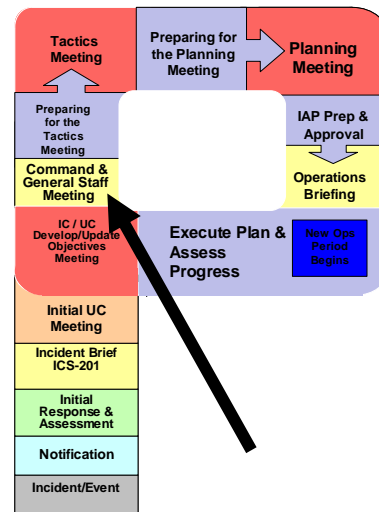 Tactics
Meeting
Preparing for
the Planning
Meeting
Planning
Meeting
Preparing
for the
Tactics
Meeting
IAP Prep &
Approval
Command &
General Staff
Meeting
Operations
Briefing
IC / UC
Develop/Update
Objectives
Meeting
Execute Plan &
Assess
Progress
New Ops
Period
Begins
Initial UC
Meeting
Incident Brief
ICS-201
Initial
Response &
Assessment
Notification
Incident/Event